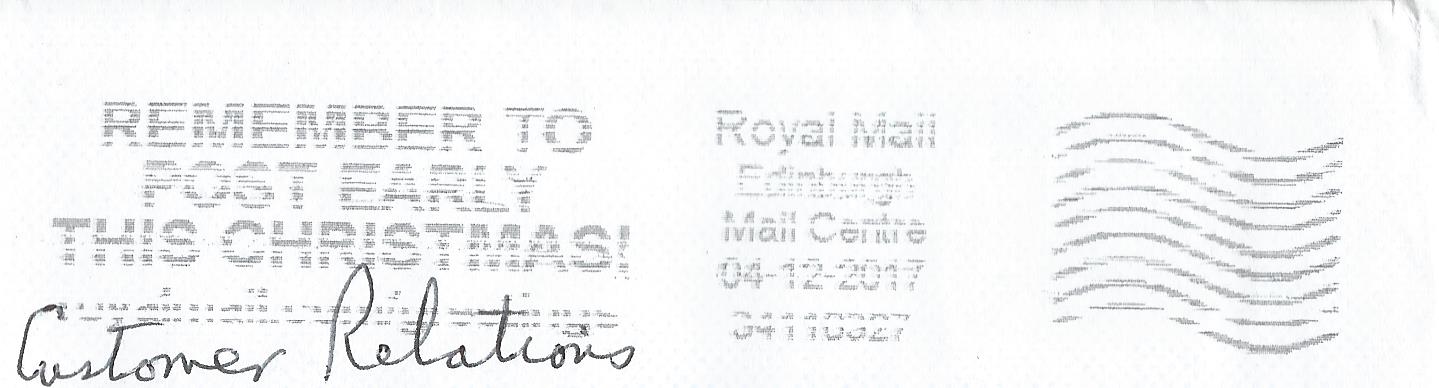 REMEMBER TO
POST EARLY
THIS CHRISTMAS!
Customer Relations
Royal Mail
Edinburgh
Mail Centre
04-12-2017